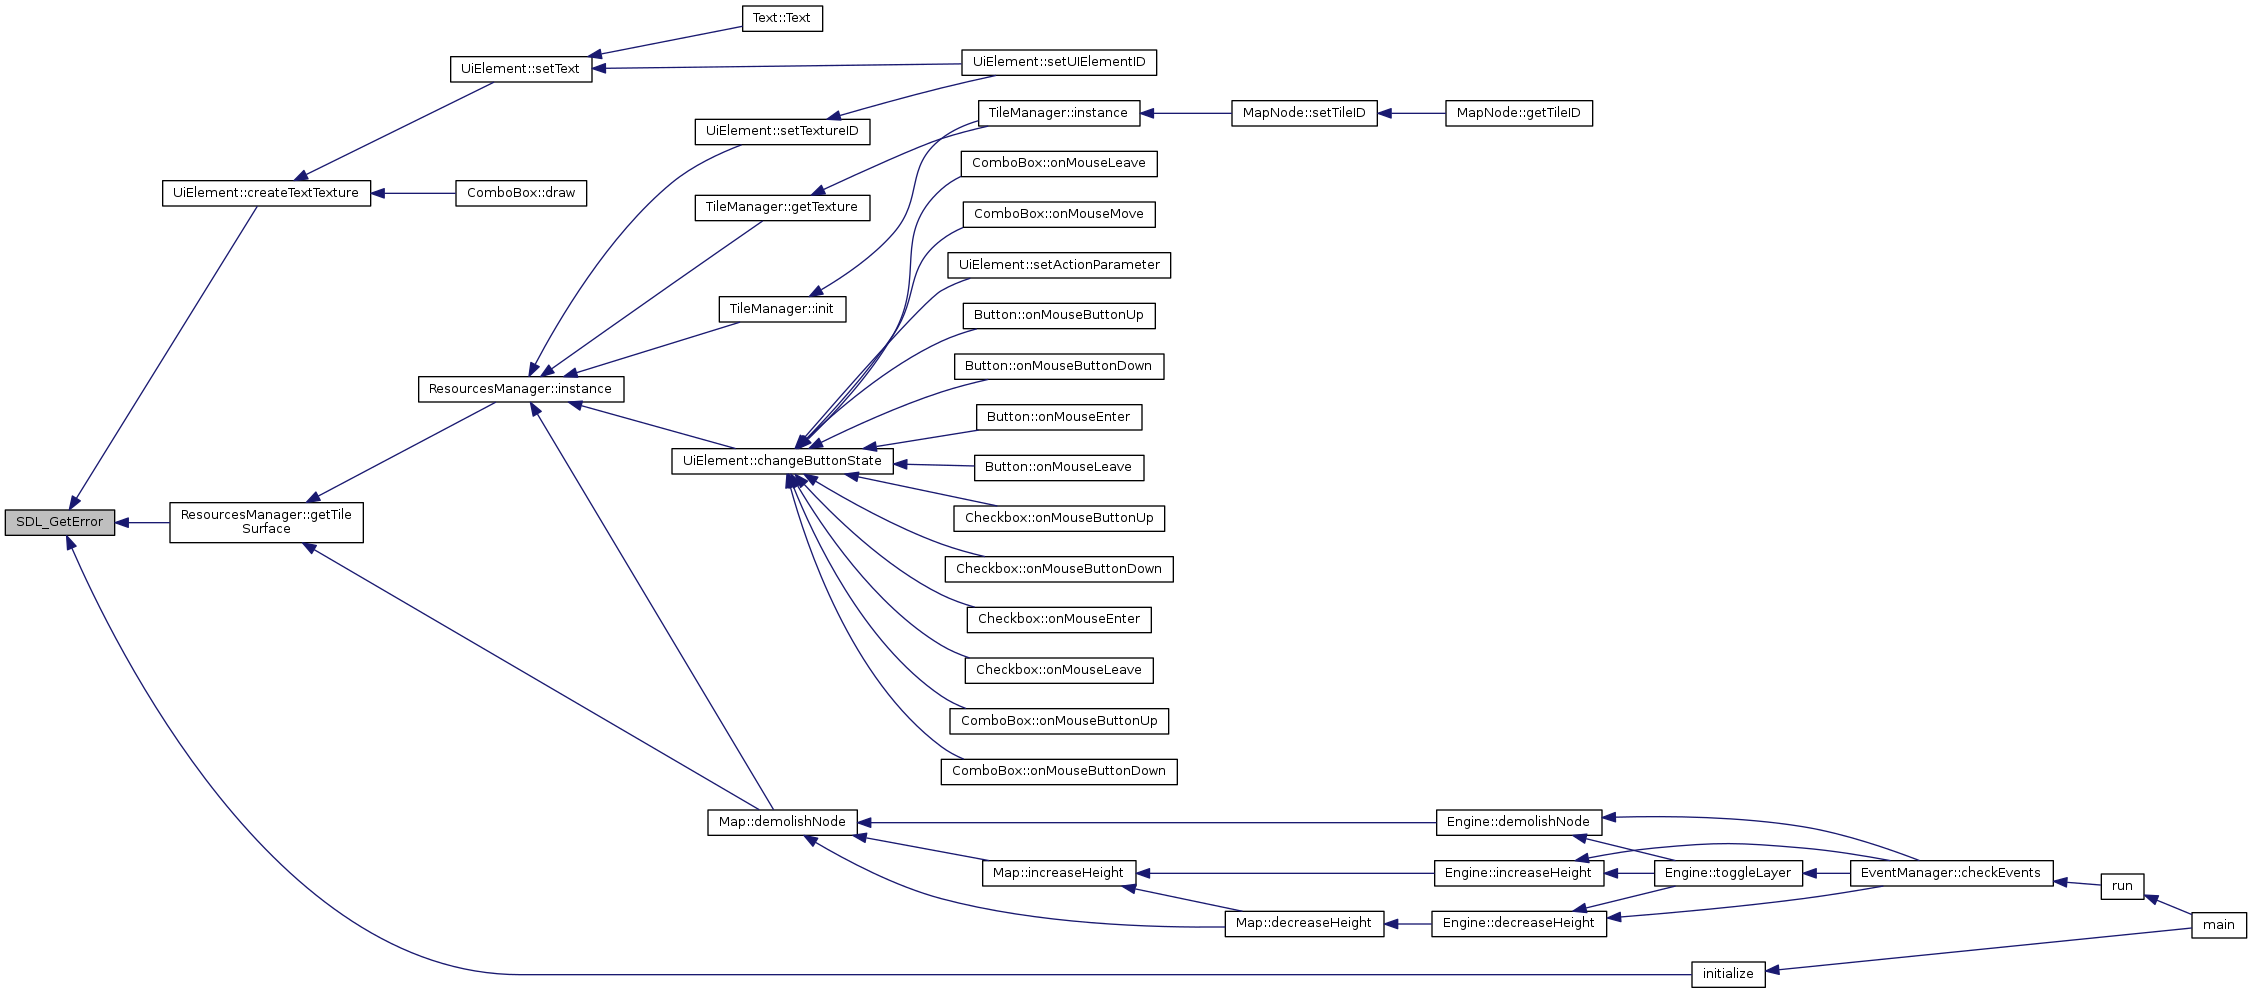 Text::Text
UiElement::setText
UiElement::setUIElementID
TileManager::instance
MapNode::setTileID
MapNode::getTileID
UiElement::setTextureID
ComboBox::onMouseLeave
UiElement::createTextTexture
ComboBox::draw
TileManager::getTexture
ComboBox::onMouseMove
UiElement::setActionParameter
TileManager::init
Button::onMouseButtonUp
Button::onMouseButtonDown
ResourcesManager::instance
Button::onMouseEnter
UiElement::changeButtonState
Button::onMouseLeave
SDL_GetError
ResourcesManager::getTile
Surface
Checkbox::onMouseButtonUp
Checkbox::onMouseButtonDown
Checkbox::onMouseEnter
Checkbox::onMouseLeave
ComboBox::onMouseButtonUp
ComboBox::onMouseButtonDown
Map::demolishNode
Engine::demolishNode
Map::increaseHeight
Engine::increaseHeight
Engine::toggleLayer
EventManager::checkEvents
run
Map::decreaseHeight
Engine::decreaseHeight
main
initialize